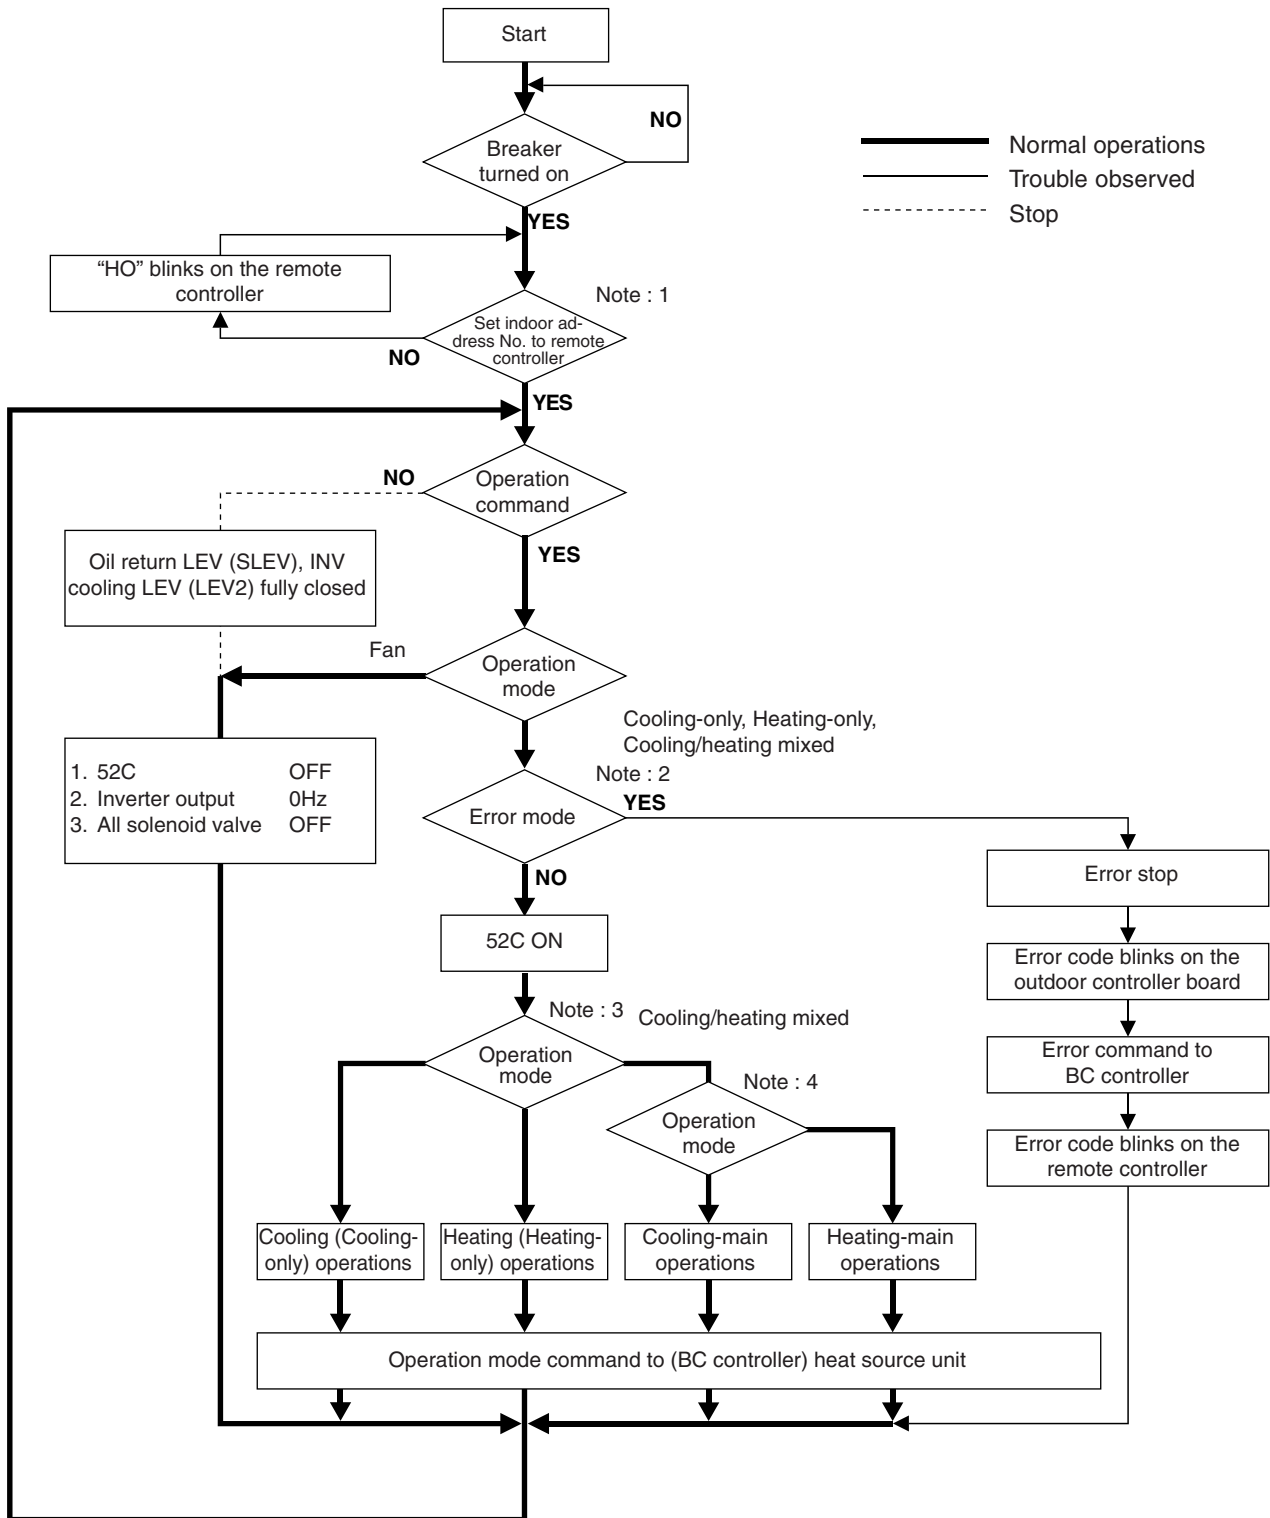 Start
NO
Breaker
turned on
Normal operations
Trouble observed
Stop
YES
“HO” blinks on the remote
controller
Note : 1
Set indoor ad-
dress No. to remote
controller
NO
YES
NO
Operation
command
Oil return LEV (SLEV), INV
cooling LEV (LEV2) fully closed
YES
Fan
Operation
mode
Cooling-only, Heating-only,
Cooling/heating mixed
1. 52C OFF
2. Inverter output 0Hz
3. All solenoid valve OFF
Note : 2
YES
Error mode
NO
Error stop
52C ON
Error code blinks on the
outdoor controller board
Note : 3
Cooling/heating mixed
Operation
mode
Error command to
BC controller
Note : 4
Operation
mode
Error code blinks on the
remote controller
Cooling (Cooling-
only) operations
Heating (Heating-
only) operations
Cooling-main
operations
Heating-main
operations
Operation mode command to (BC controller) heat source unit